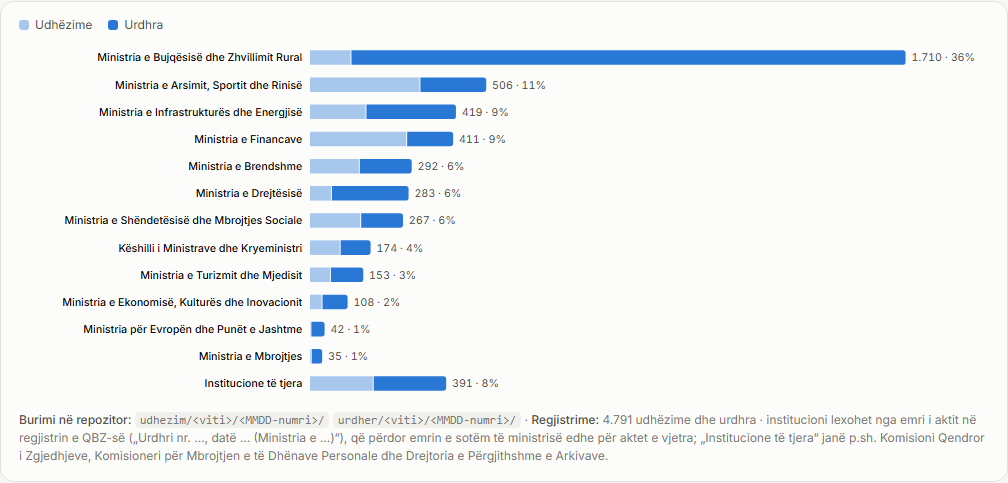 Udhëzime Urdhra
Ministria e Bujqësisë dhe Zhvillimit Rural 1.710 · 36%
Ministria e Arsimit, Sportit dhe Rinisë 506 · 11%
Ministria e Infrastrukturës dhe Energjisë 419 · 9%
Ministria e Financave 411 · 9%
Ministria e Brendshme 292 · 6%
Ministria e Drejtësisë 283 · 6%
Ministria e Shëndetësisë dhe Mbrojtjes Sociale 267 · 6%
Këshilli i Ministrave dhe Kryeministri 174 · 4%
Ministria e Turizmit dhe Mjedisit 153 · 3%
Ministria e Ekonomisë, Kulturës dhe Inovacionit 108 · 2%
Ministria për Evropën dhe Punët e Jashtme 42 · 1%
Ministria e Mbrojtjes 35 · 1%
Institucione të tjera 391 · 8%
Burimi në repozitor: udhezim/<viti>/<MMDD-numri>/ urdher/<viti>/<MMDD-numri>/ · Regjistrime: 4.791 udhëzime dhe urdhra · institucioni lexohet nga emri i aktit në
regjistrin e QBZ-së („Urdhri nr. …, datë … (Ministria e …)“), që përdor emrin e sotëm të ministrisë edhe për aktet e vjetra; „Institucione të tjera“ janë p.sh. Komisioni Qendror
i Zgjedhjeve, Komisioneri për Mbrojtjen e të Dhënave Personale dhe Drejtoria e Përgjithshme e Arkivave.